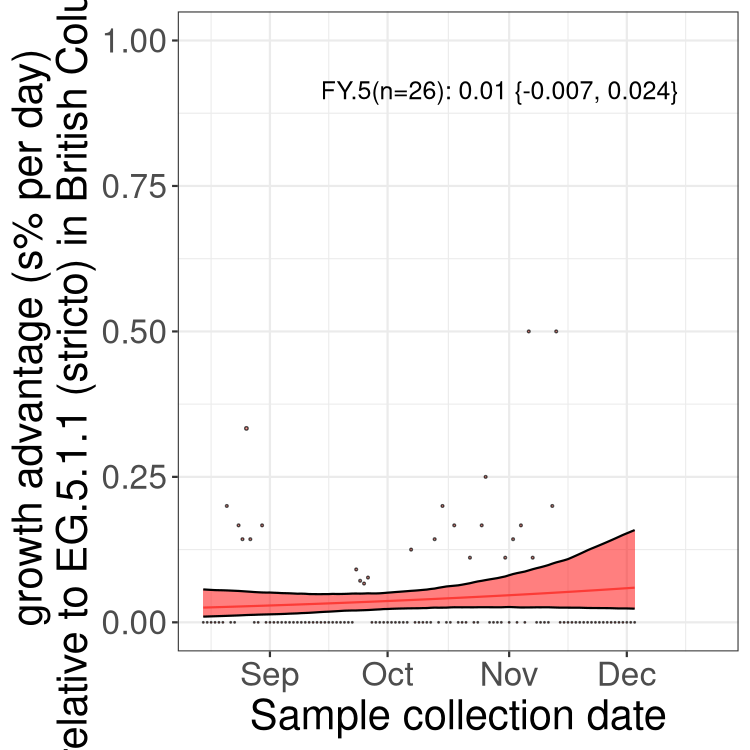 growth advantage (s% per day)
relative to EG.5.1.1 (stricto) in British Colu
1.00
0.75
0.50
0.25
0.00
FY.5(n=26): 0.01 {-0.007, 0.024}
Sep Oct Nov Dec
Sample collection date